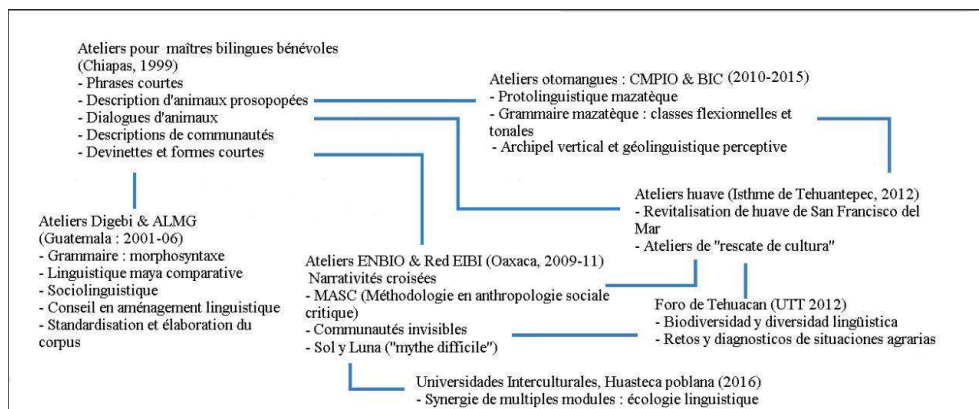 Ateliers pour maîtres bilingues bénévoles
(Chiapas, 1999)
- Phrases courtes
- Description d'animaux prosopopées
- Dialogues d'animaux
- Descriptions de communautés
- Devinettes et formes courtes
Ateliers otomangues : CMPIO & BIC (2010-2015)
- Protolinguistique mazatèque
- Grammaire mazatèque : classes flexionnelles et
tonales
- Archipel vertical et géolinguistique perceptive
Ateliers huave (Isthme de Tehuantepec, 2012)
- Revitalisation de huave de San Francisco del
Mar
- Ateliers de "rescate de cultura"
Ateliers Digebi & ALMG
(Guatemala : 2001-06)
- Grammaire : morphosyntaxe
- Linguistique maya comparative
- Sociolinguistique
- Conseil en aménagement linguistique
- Standardisation et élaboration du
corpus
Ateliers ENBIO & Red EIBI (Oaxaca, 2009-11)
Narrativités croisées
- MASC (Méthodologie en anthropologie sociale
critique)
- Communautés invisibles
- Sol y Luna ("mythe difficile")
Foro de Tehuacan (UTT 2012)
- Biodiversidad y diversidad lingüistica
- Retos y diagnosticos de situaciones agrarias
Universidades Interculturales, Huasteca poblana (2016)
- Synergie de multiples modules : écologie linguistique